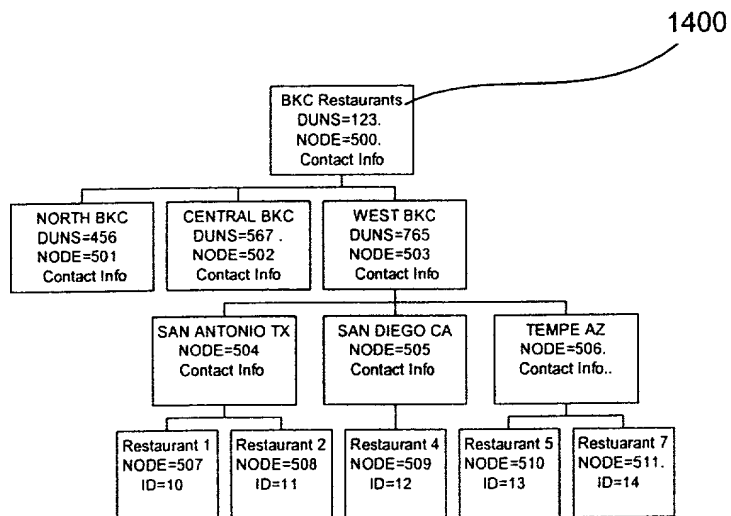 1400
BKC Restaurants
DUNS=123.
NODE=500.
Contact Info
NORTH BKC
DUNS=456
NODE=501
Contact Info
CENTRAL BKC
DUNS=567 .
NODE=502
Contact Info
WEST BKC
DUNS=765
NODE=503
Contact Info
SAN ANTONIO TX
NODE=504
Contact Info
SAN DIEGO CA
NODE=505
Contact Info
TEMPE AZ
NODE=506.
Contact Info..
Restaurant 1
NODE=507
ID=10
Restaurant 2
NODE=508
ID=11
Restaurant 4
NODE=509
ID=12
Restaurant 5
NODE=510
ID=13
Restuarant 7
NODE=511.
ID=14